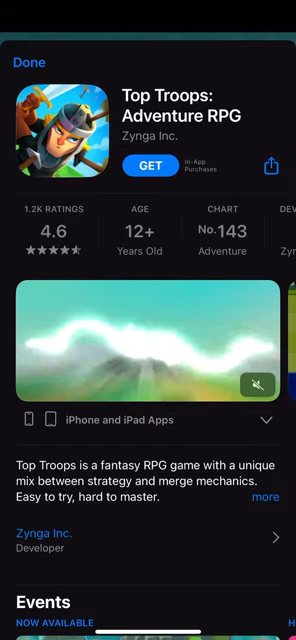 Done
Top Troops:
Adventure RPG
Zynga Inc.
GET
In-App
Purchases
1.2K RATINGS
AGE
CHART
DEV
4.6
12+
No.143
Years Old
Adventure
Zyn
iPhone and iPad Apps
Top Troops is a fantasy RPG game with a unique
mix between strategy and merge mechanics.
Easy to try, hard to master.
more
Zynga Inc.
Developer
Events
NOW AVAILABLE
H